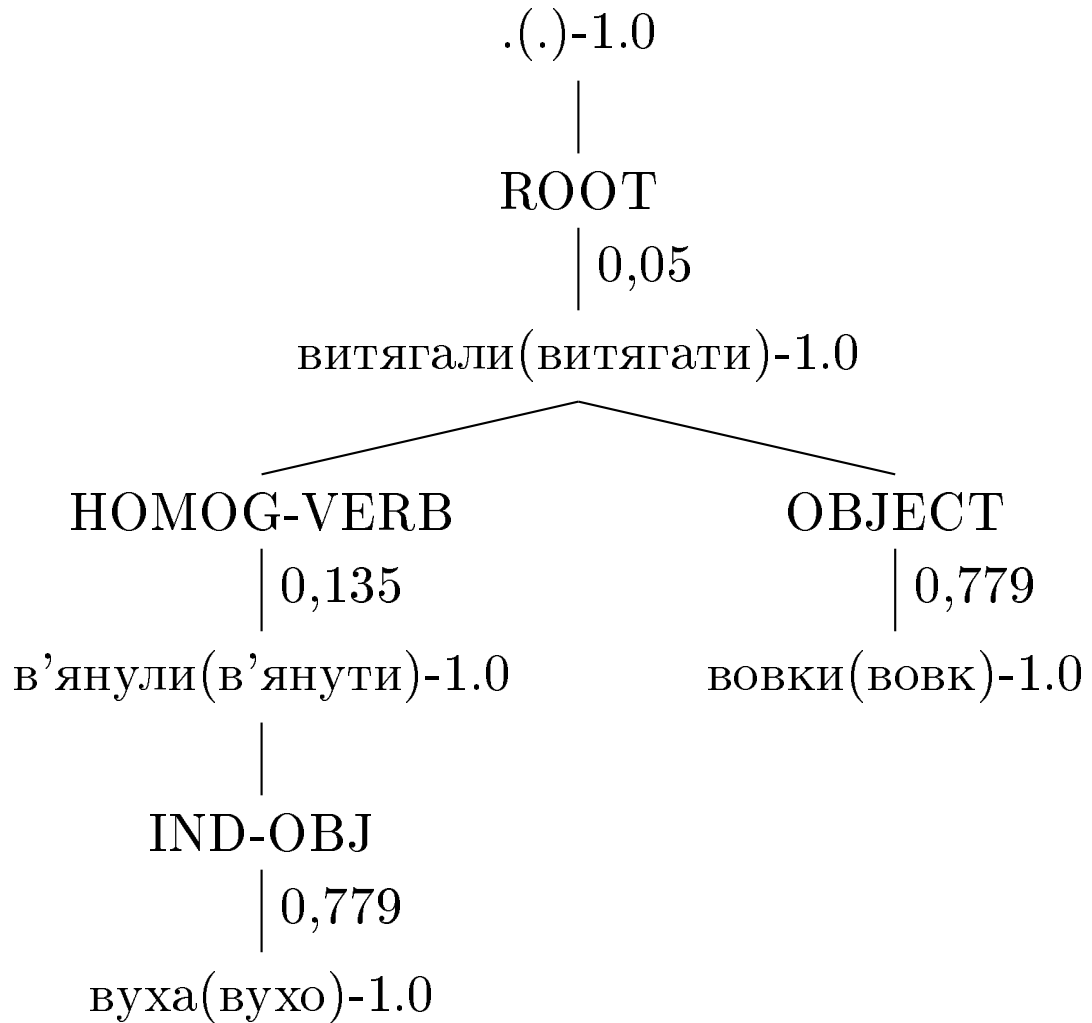 .(.)-1.0
ROOT
0,05
витягали(витягати)-1.0
HOMOG-VERB OBJECT
0,135 0,779
в’янули(в’янути)-1.0 вовки(вовк)-1.0
IND-OBJ
0,779
вуха(вухо)-1.0